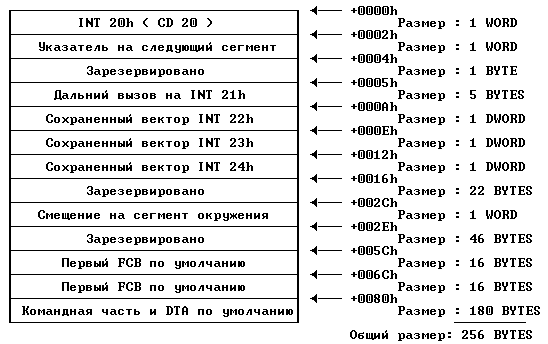 +0000h
INT 20h ( CD 20 ) Размер : 1 WORD
+0002h
Указатель на следующий сегмент Размер : 1 WORD
+0004h
Зарезервировано Размер : 1 BYTE
+0005h
Дальний вызов на INT 21h Размер : 5 BYTES
+000Ah
Сохраненный вектор INT 22h Размер : 1 DWORD
+000Eh
Сохраненный вектор INT 23h Размер : 1 DWORD
+0012h
Сохраненный вектор INT 24h Размер : 1 DWORD
+0016h
Зарезервировано Размер : 22 BYTES
+002Ch
Смещение на сегмент окружения Размер : 1 WORD
+002Eh
Зарезервировано Размер : 46 BYTES
+005Ch
Первый FCB по умолчанию Размер : 16 BYTES
+006Ch
Первый FCB по умолчанию Размер : 16 BYTES
+0080h
Командная часть и DTA по умолчанию Размер : 180 BYTES
Общий размер: 256 BYTES